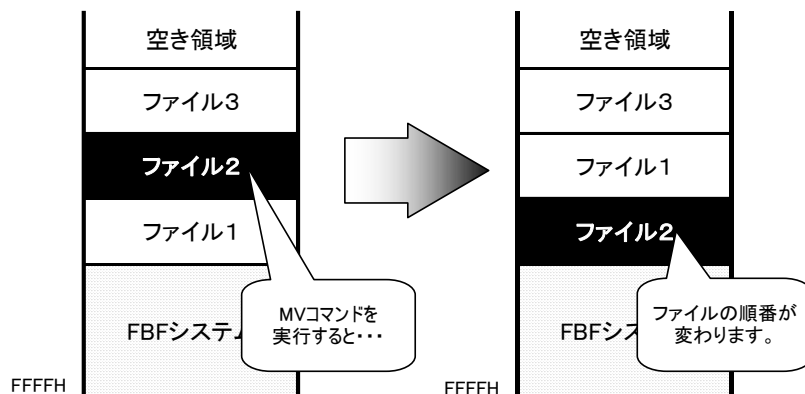 空き領域
ファイル3
ファイル2
ファイル1
FBFシステム
MVコマンドを
実行すると・・・
FFFFH
空き領域
ファイル3
ファイル1
ファイル2
FBFシス
ファイルの順番が
変わります。
FFFFH